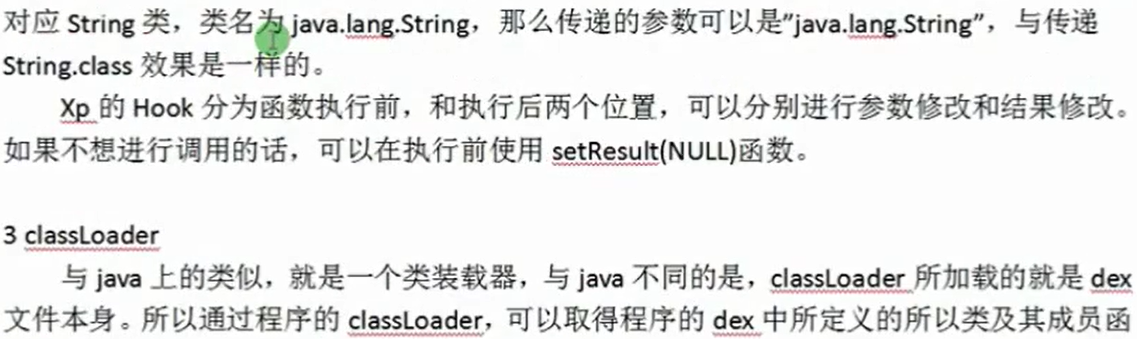 对应 String 类，类名为 java.lang.String，那么传递的参数可以是”java.lang.String”，与传递
String.class 效果是一样的。
Xp 的 Hook 分为函数执行前，和执行后两个位置，可以分别进行参数修改和结果修改。
如果不想进行调用的话，可以在执行前使用 setResult(NULL)函数。
3 classLoader
与 java 上的类似，就是一个类装载器，与 java 不同的是，classLoader 所加载的就是 dex
文件本身。所以通过程序的 classLoader，可以取得程序的 dex 中所定义的所以类及其成员函